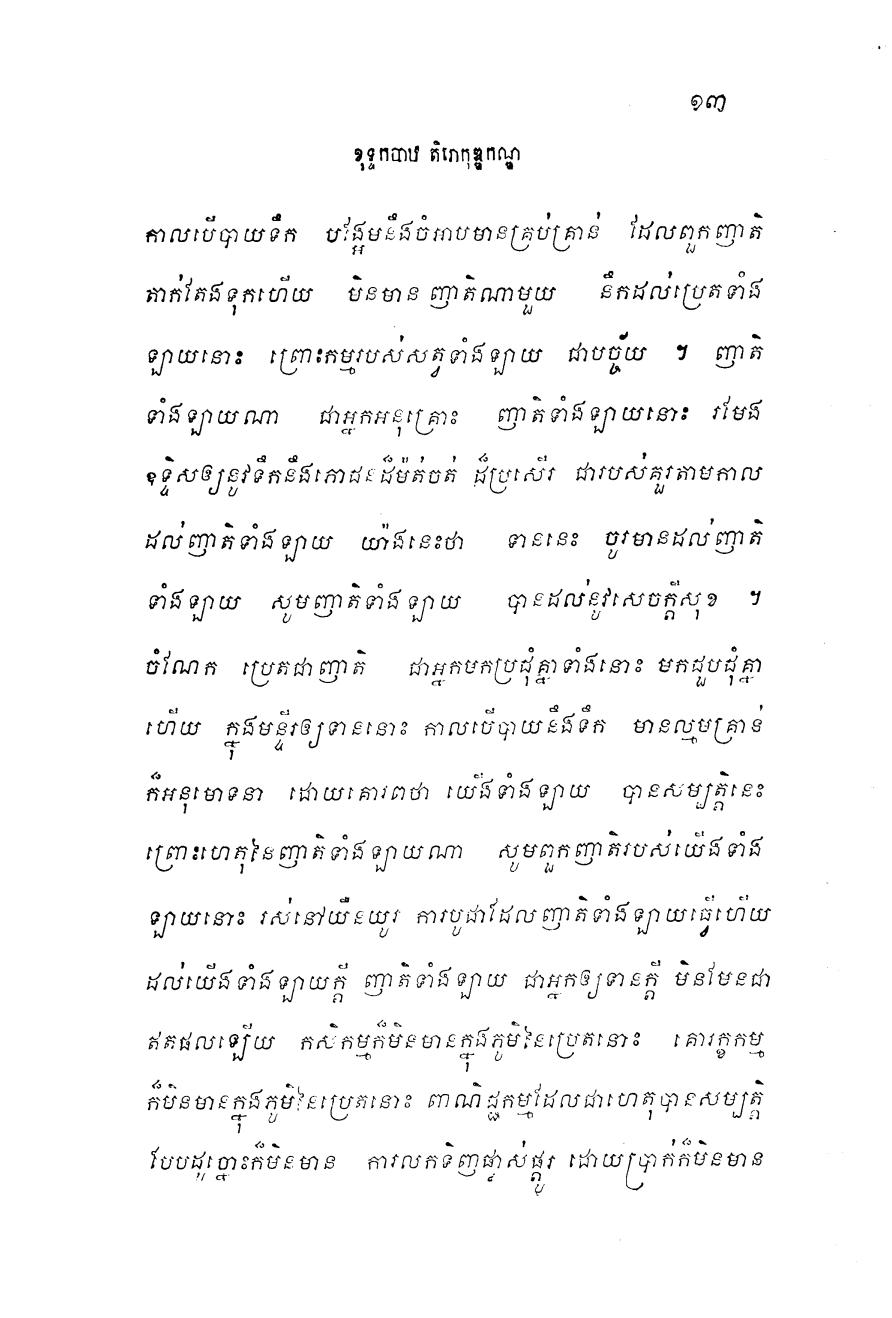 ១៣
ខុទ្ទកបាឋ តិរោកុឌ្ឌកណ្ឌ
កាលបើបាយទឹក បង្អែមនឹងចំអាបមានគ្រប់គ្រាន់ ដែលពួកញាតិ
តាក់តែងទុកហើយ មិនមានញាតិណាមួយ នឹកដល់ប្រេតទាំង
ឡាយនោះ ព្រោះកម្មរបស់សត្វទាំងឡាយ ជាបច្ច័យ ។ ញាតិ
ទាំងឡាយណា ជាអ្នកអនុគ្រោះ ញាតិទាំងឡាយនោះ រមែង
ឧទ្ទិសឲ្យនូវទឹកនឹងភោជនដ៏ម៉ត់ចត់ ដ៏ប្រសើរ ជារបស់គួរតាមកាល
ដល់ញាតិទាំងឡាយ យ៉ាងនេះថា ទាននេះ ចូរមានដល់ញាតិ
ទាំងឡាយ សូមញាតិទាំងឡាយ បានដល់នូវសេចក្តីសុខ ។
ចំណែក ប្រេតជាញាតិ ជាអ្នកមកប្រជុំគ្នាទាំងនោះ មកជួបជុំគ្នា
ហើយ ក្នុងមន្ទីរឲ្យទាននោះ កាលបើបាយនឹងទឹក មានល្មមគ្រាន់
ក៏អនុមោទនា ដោយគោរពថា យើងទាំងឡាយ បានសម្បត្តិនេះ
ព្រោះហេតុនៃញាតិទាំងឡាយណា សូមពួកញាតិរបស់យើងទាំង
ឡាយនោះ រស់នៅយឺនយូរ ការបូជាដែលញាតិទាំងឡាយធ្វើហើយ
ដល់យើងទាំងឡាយក្តី ញាតិទាំងឡាយ ជាអ្នកឲ្យទានក្តី មិនមែនជា
ឥតផលឡើយ កសិកម្មក៏មិនមានក្នុងភូមិនៃប្រេតនោះ គោរក្ខកម្ម
ក៏មិនមានក្នុងភូមិនៃប្រេតនោះ ពាណិជ្ជកម្មដែលជាហេតុបានសម្បត្តិ
បែបដូច្នោះក៏មិនមាន ការលក់ទិញផ្លាស់ផ្តូរ ដោយប្រាក់ក៏មិនមាន